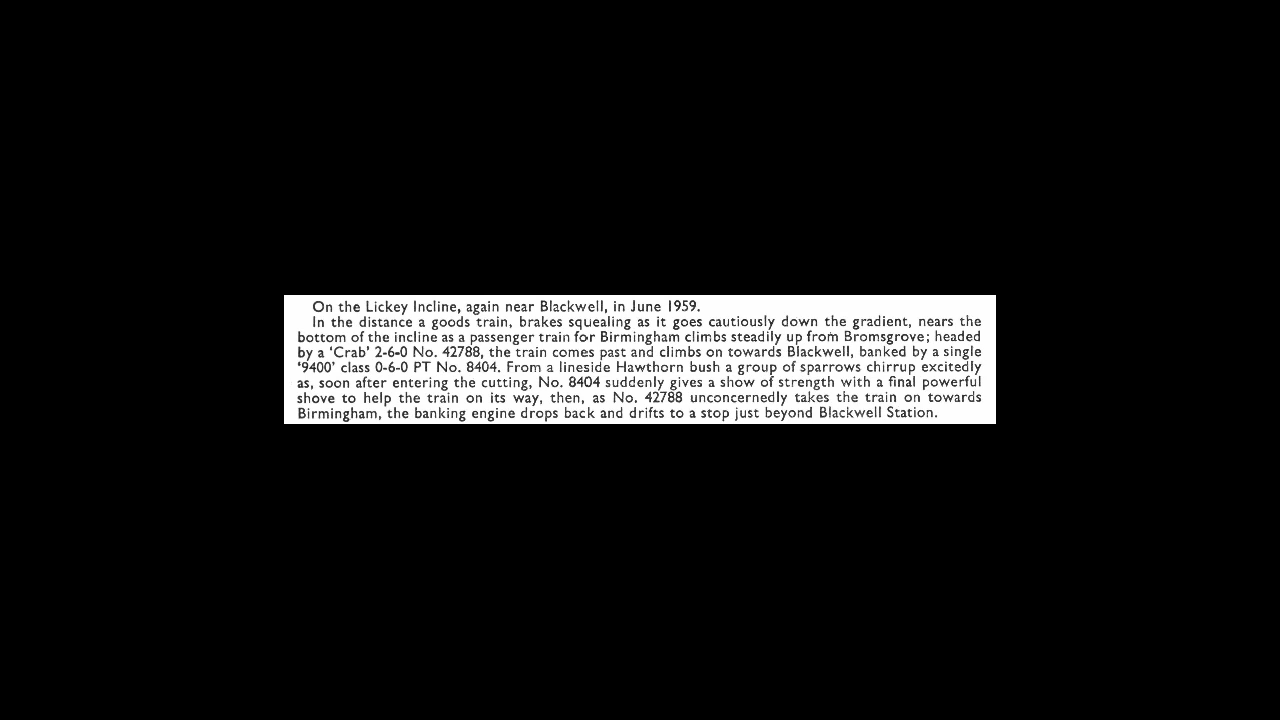 On the Lickey Incline, again near Blackwell, in June 1959.
In the distance a goods train, brakes squealing as it goes cautiously down the gradient, nears the
bottom of the incline as a passenger train for Birmingham climbs steadily up from Bromsgrove; headed
by a 'Crab' 2-6-0 No. 42788, the train comes past and climbs on towards Blackwell, banked by a single
'9400' class 0-6-0 PT No. 8404. From a lineside Hawthorn bush a group of sparrows chirrup excitedly
as, soon after entering the cutting, No. 8404 suddenly gives a show of strength with a final powerful
shove to help the train on its way, then, as No. 42788 unconcernedly takes the train on towards
Birmingham, the banking engine drops back and drifts to a stop just beyond Blackwell Station.